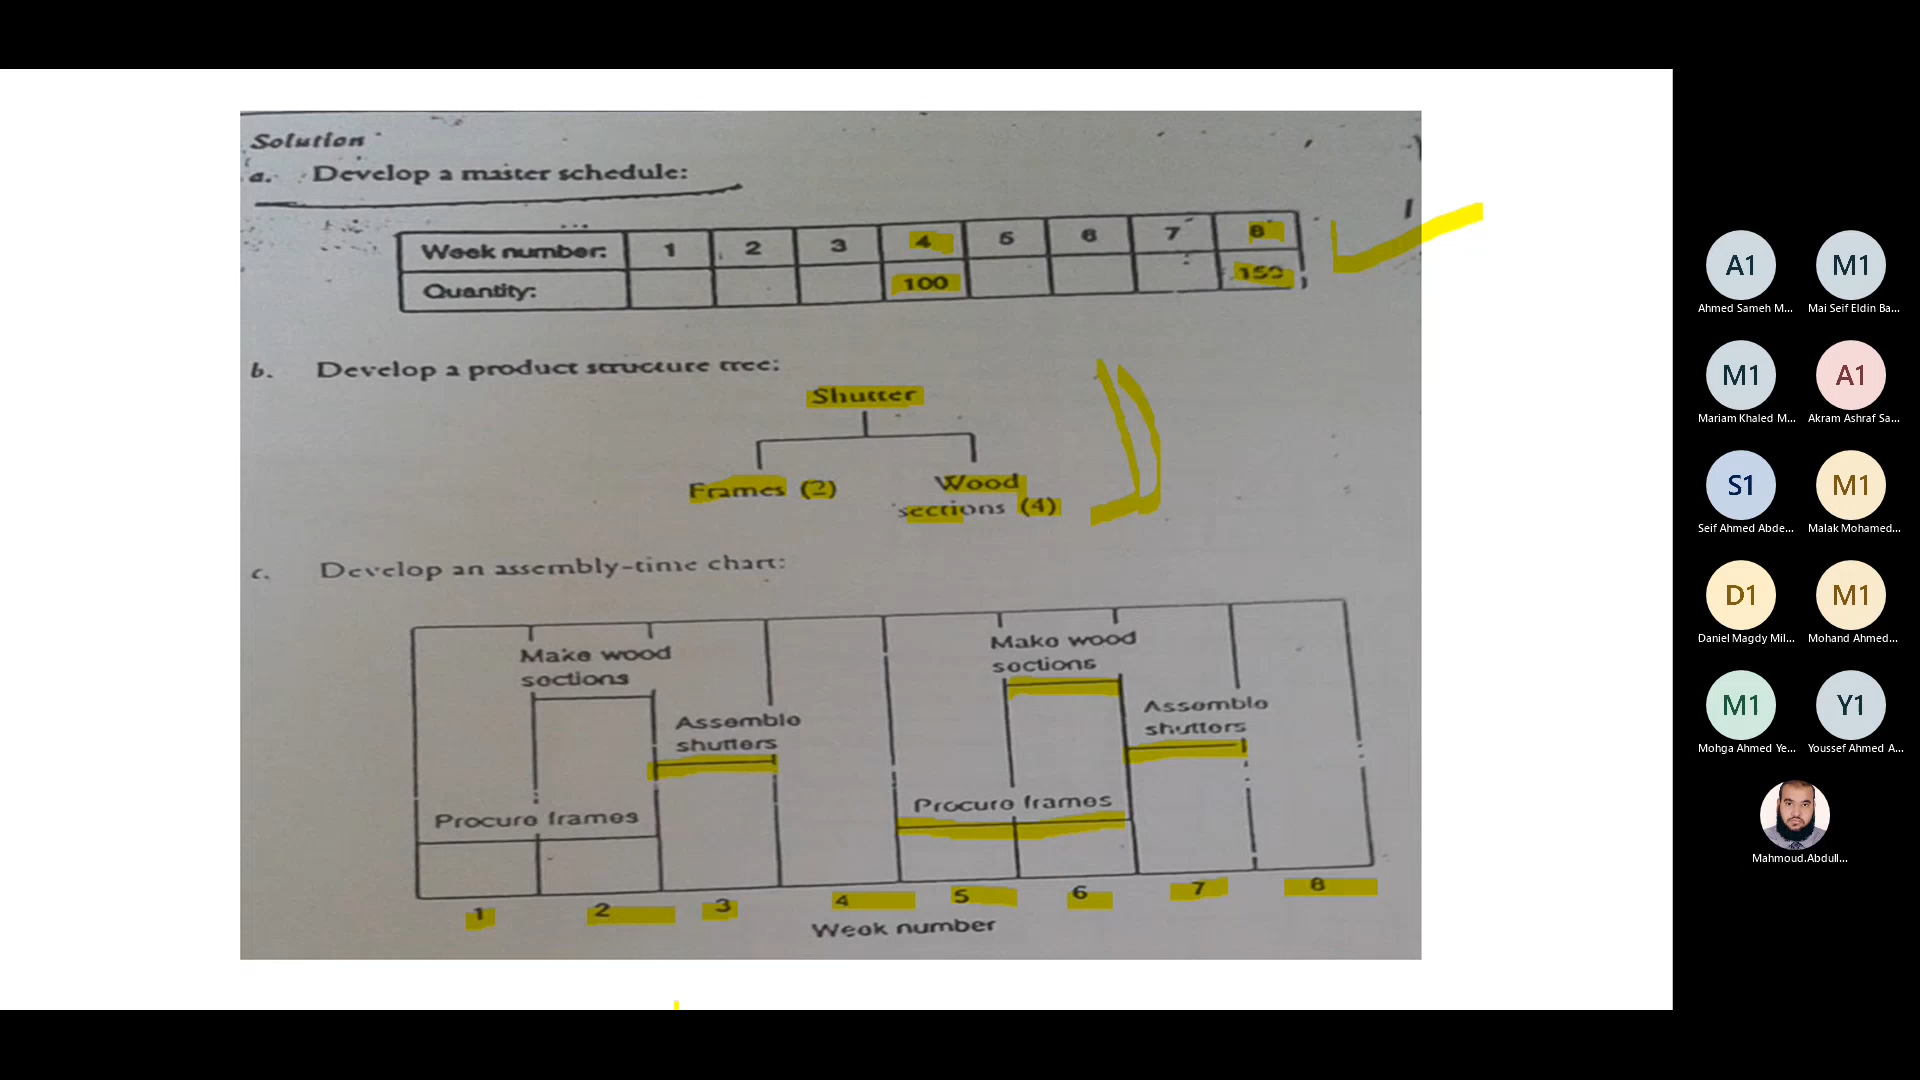 Solution
a. Develop a master schedule:
Week number: 1 2 3 4 5 6 7 8
Quantity: 100 150
b. Develop a product structure tree:
Shutter
Frames (2)
Wood
sections (4)
c. Develop an assembly-time chart:
Make wood
sections
Assemble
shutters
Procure frames
Make wood
sections
Assemble
shutters
Procure frames
1 2 3 4 5 6 7 8
Week number
A1 M1
Ahmed Sameh M... Mai Seif Eldin Ba...
M1 A1
Mariam Khaled M... Akram Ashraf Sa...
S1 M1
Seif Ahmed Abde... Malak Mohamed...
D1 M1
Daniel Magdy Mil... Mohand Ahmed...
M1 Y1
Mohga Ahmed Ye... Youssef Ahmed A...
Mahmoud.Abdull...